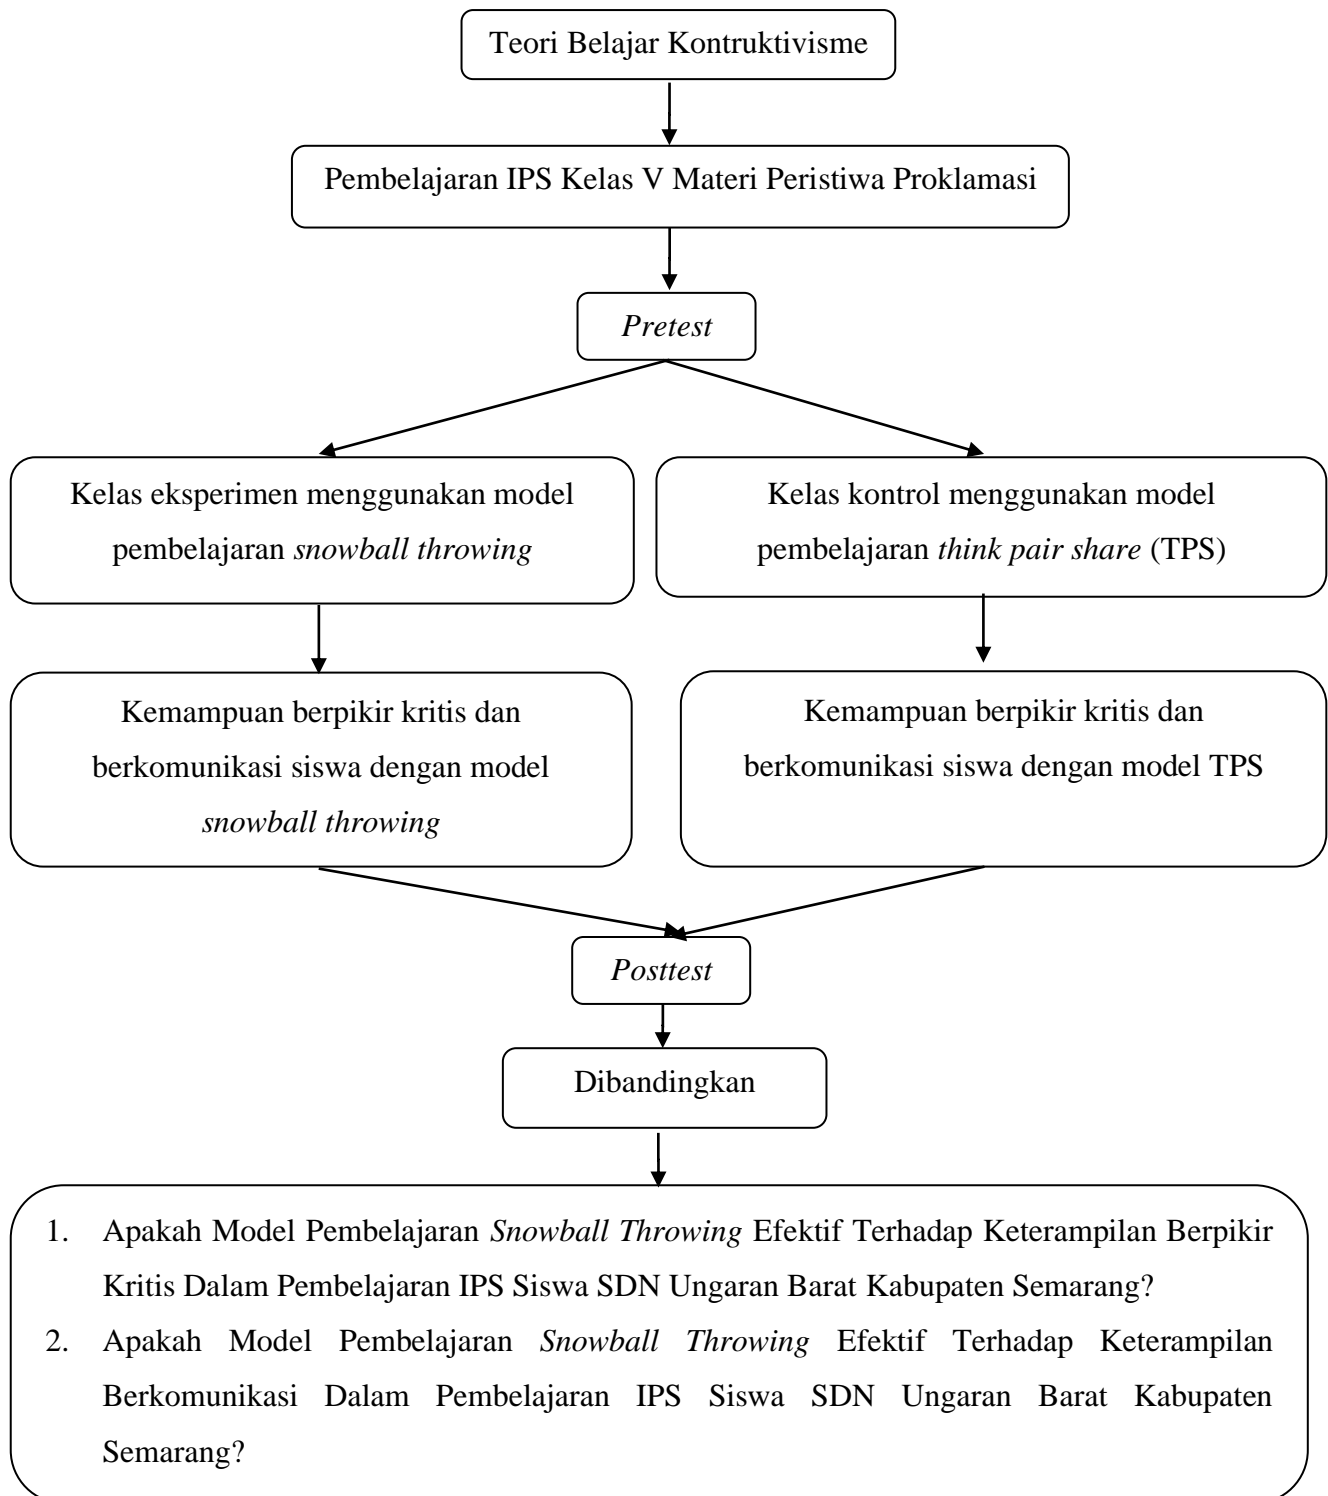 Teori Belajar Kontruktivisme
Pembelajaran IPS Kelas V Materi Peristiwa Proklamasi
Pretest
Kelas eksperimen menggunakan model
pembelajaran snowball throwing
Kelas kontrol menggunakan model
pembelajaran think pair share (TPS)
Kemampuan berpikir kritis dan
berkomunikasi siswa dengan model
snowball throwing
Kemampuan berpikir kritis dan
berkomunikasi siswa dengan model TPS
Posttest
Dibandingkan
1. Apakah Model Pembelajaran Snowball Throwing Efektif Terhadap Keterampilan Berpikir
Kritis Dalam Pembelajaran IPS Siswa SDN Ungaran Barat Kabupaten Semarang?
2. Apakah Model Pembelajaran Snowball Throwing Efektif Terhadap Keterampilan
Berkomunikasi Dalam Pembelajaran IPS Siswa SDN Ungaran Barat Kabupaten
Semarang?